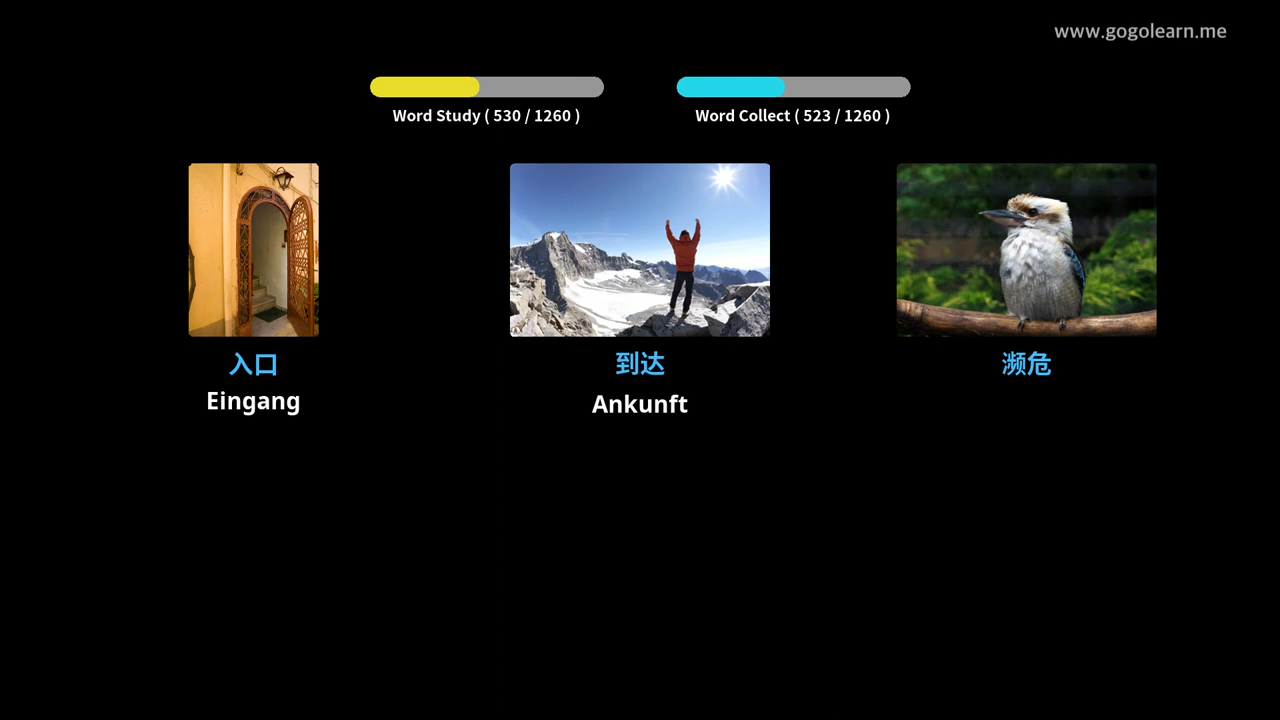 www.gogolearn.me
Word Study ( 530 / 1260 )
Word Collect ( 523 / 1260 )
入口
到达
濒危
Eingang
Ankunft